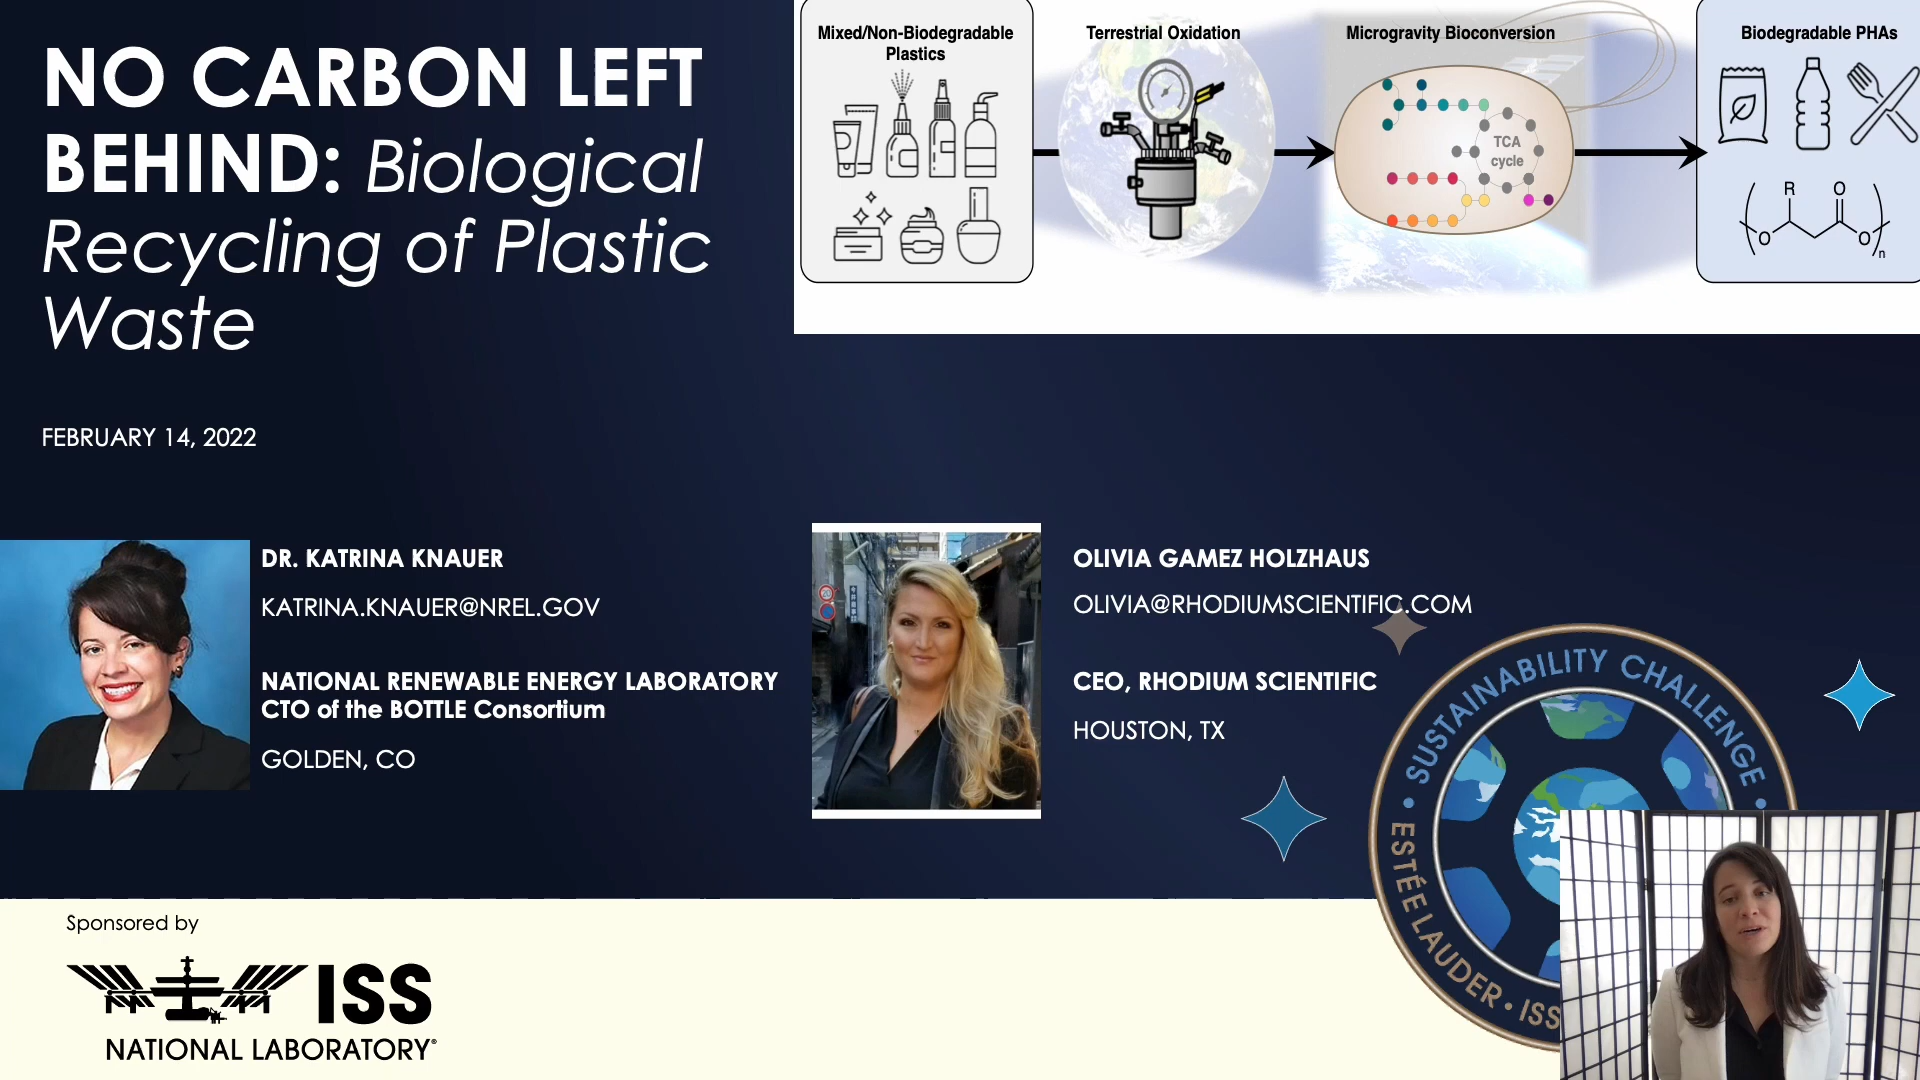 NO CARBON LEFT
BEHIND: Biological
Recycling of Plastic
Waste
FEBRUARY 14, 2022
Mixed/Non-Biodegradable
Plastics
Terrestrial Oxidation
Microgravity Bioconversion
TCA
cycle
Biodegradable PHAs
R
O
O
O
n
DR. KATRINA KNAUER
KATRINA.KNAUER@NREL.GOV
NATIONAL RENEWABLE ENERGY LABORATORY
CTO of the BOTTLE Consortium
GOLDEN, CO
OLIVIA GAMEZ HOLZHAUS
OLIVIA@RHODIUMSCIENTIFIC.COM
CEO, RHODIUM SCIENTIFIC
HOUSTON, TX
• SUSTAINABILITY CHALLENGE •
ESTÉE LAUDER • ISS
Sponsored by
ISS
NATIONAL LABORATORY®